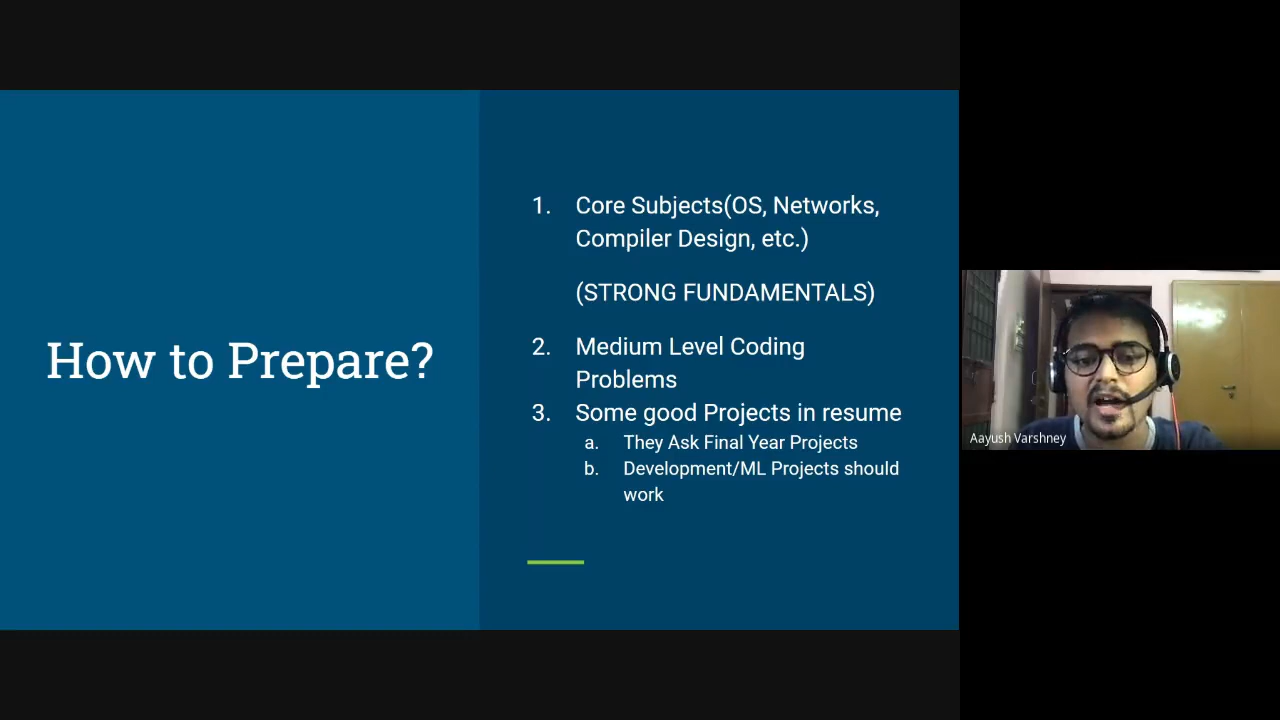 How to Prepare?
1. Core Subjects(OS, Networks,
Compiler Design, etc.)
(STRONG FUNDAMENTALS)
2. Medium Level Coding
Problems
3. Some good Projects in resume
a. They Ask Final Year Projects
b. Development/ML Projects should
work
Aayush Varshney